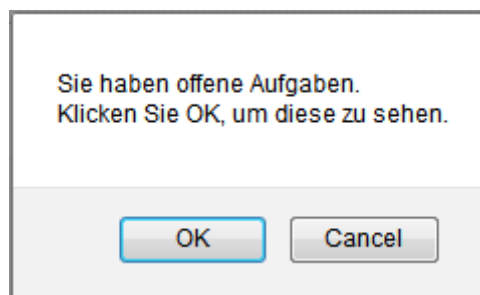 Sie haben offene Aufgaben.
Klicken Sie OK, um diese zu sehen.
OK
Cancel